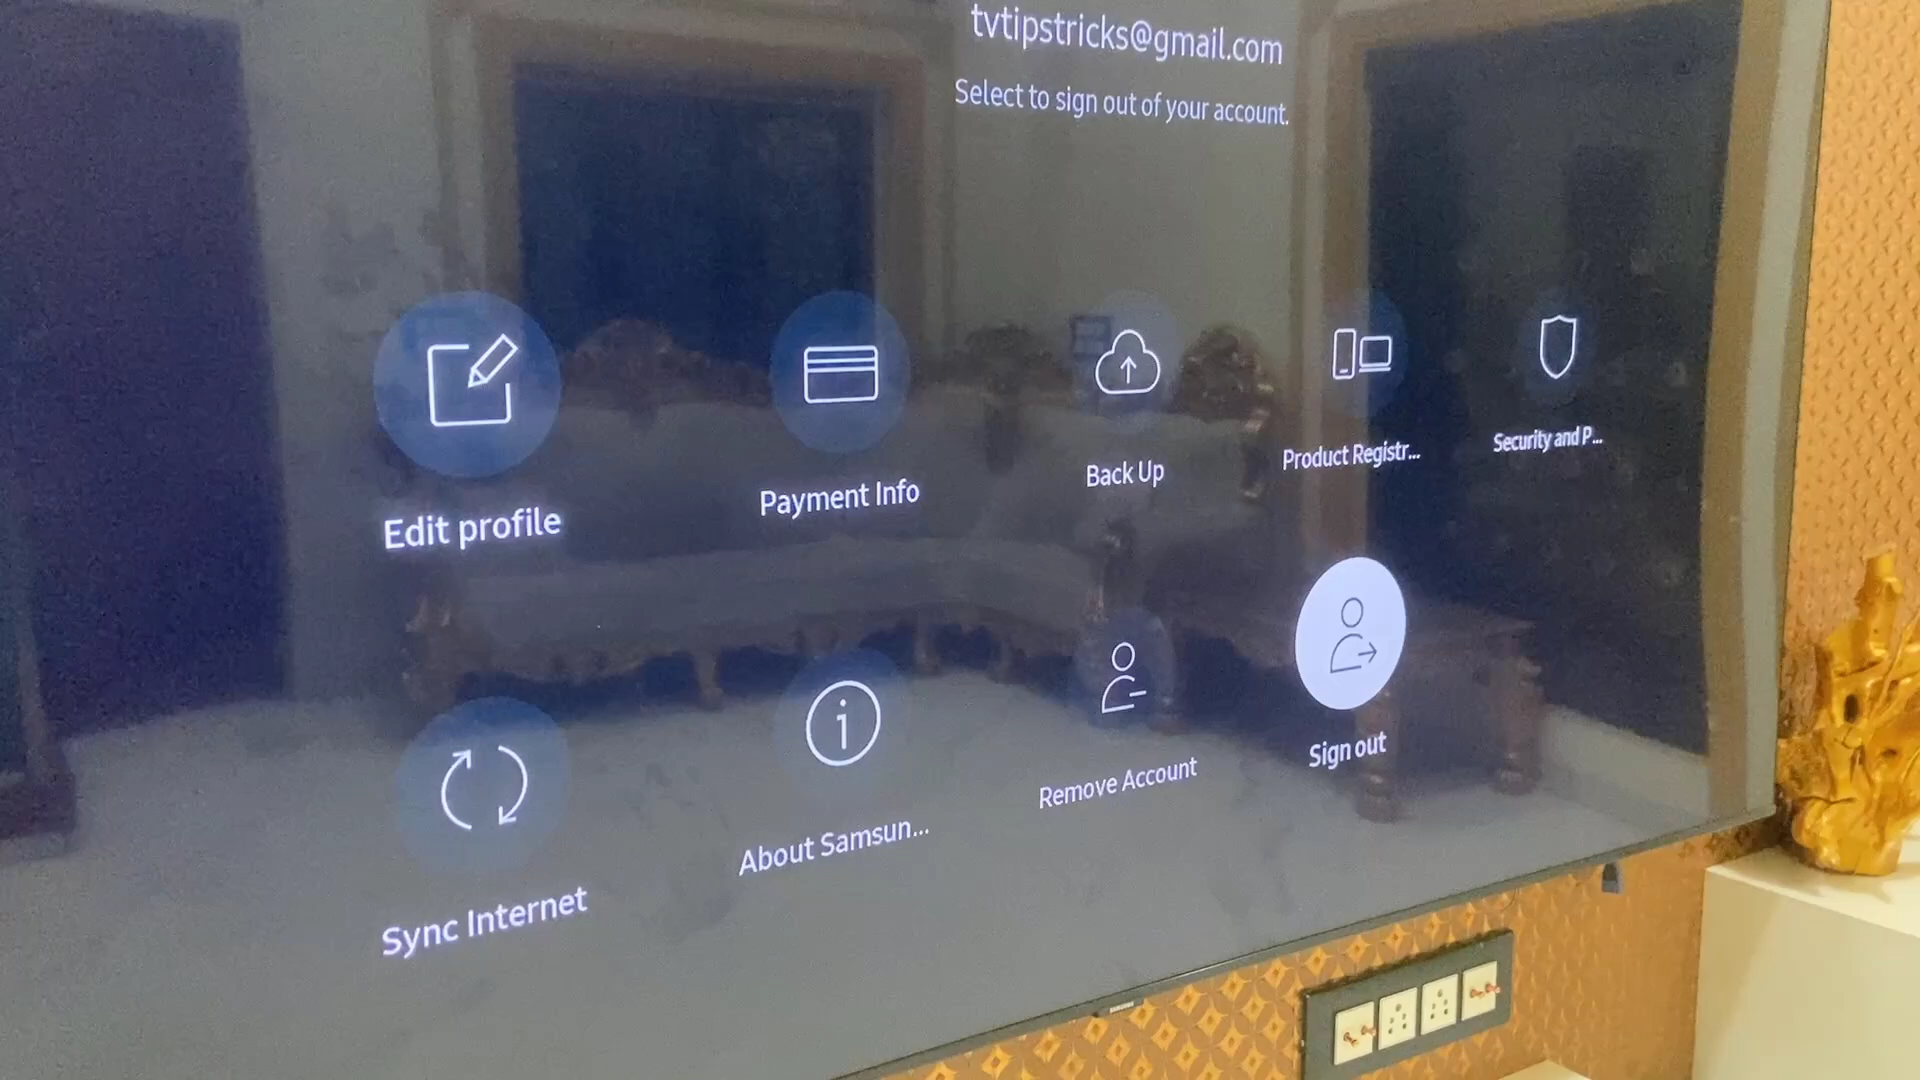 tvtipstricks@gmail.com
Select to sign out of your account.
Edit profile
Payment Info
Back Up
Product Registr...
Security and P...
Sync Internet
About Samsun...
Remove Account
Sign out
SAMSUNG